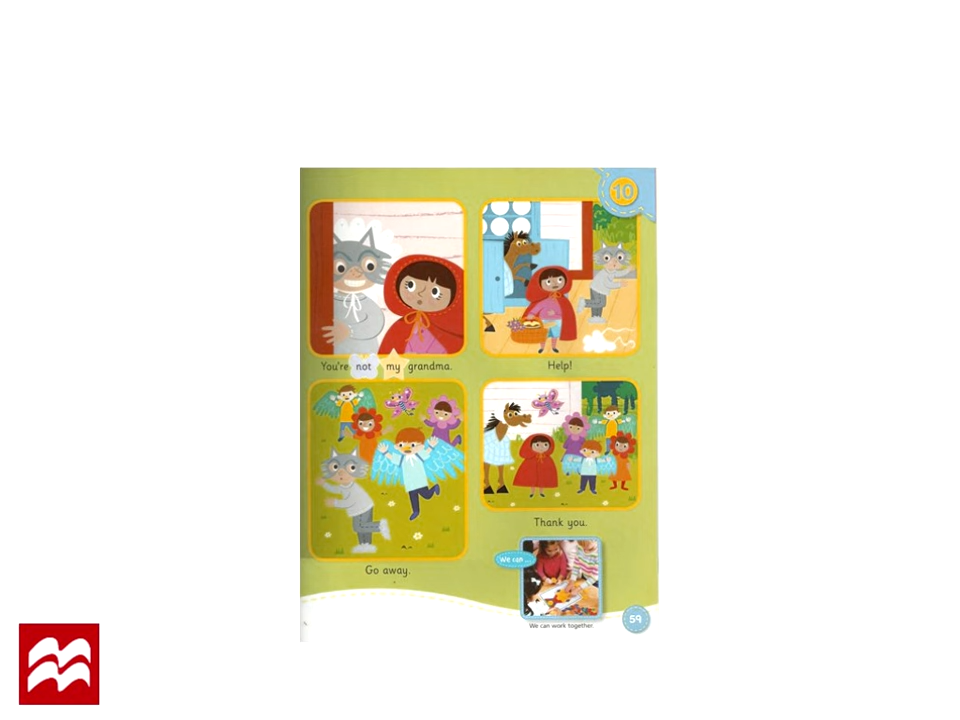 10
You're not my grandma.
Help!
Go away.
Thank you.
We can ...
We can work together.
59